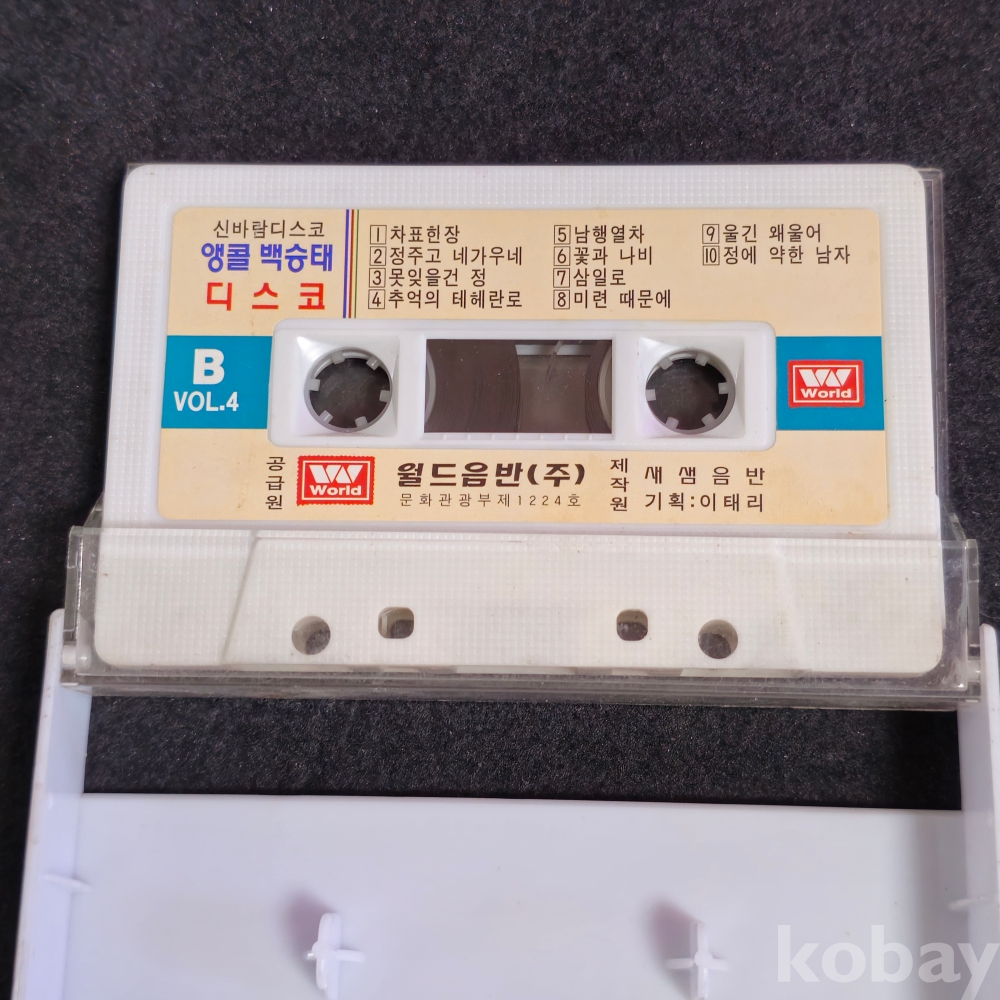 신바람디스코
앵콜 백승태
디스코
1 차표힌장
2 정주고 네가우네
3 못잊을건 정
4 추억의 테헤란로
5 남행열차
6 꽃과 나비
7 삼일로
8 미련 때문에
9 울긴 왜울어
10 정에 약한 남자
B
VOL.4
World
공급원
World
월드음반(주)
문화관광부제1224호
제작원
새샘음반
기획:이태리
kobay